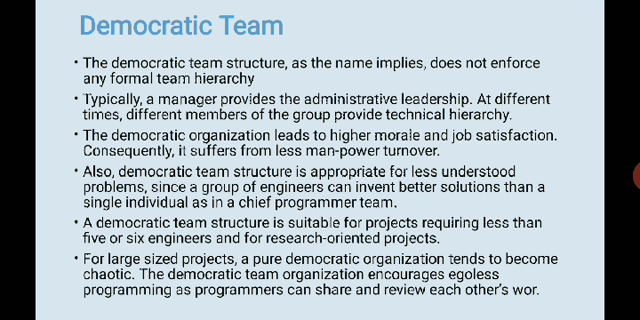 Democratic Team
• The democratic team structure, as the name implies, does not enforce
any formal team hierarchy
• Typically, a manager provides the administrative leadership. At different
times, different members of the group provide technical hierarchy.
• The democratic organization leads to higher morale and job satisfaction.
Consequently, it suffers from less man-power turnover.
• Also, democratic team structure is appropriate for less understood
problems, since a group of engineers can invent better solutions than a
single individual as in a chief programmer team.
• A democratic team structure is suitable for projects requiring less than
five or six engineers and for research-oriented projects.
• For large sized projects, a pure democratic organization tends to become
chaotic. The democratic team organization encourages egoless
programming as programmers can share and review each other's wor.